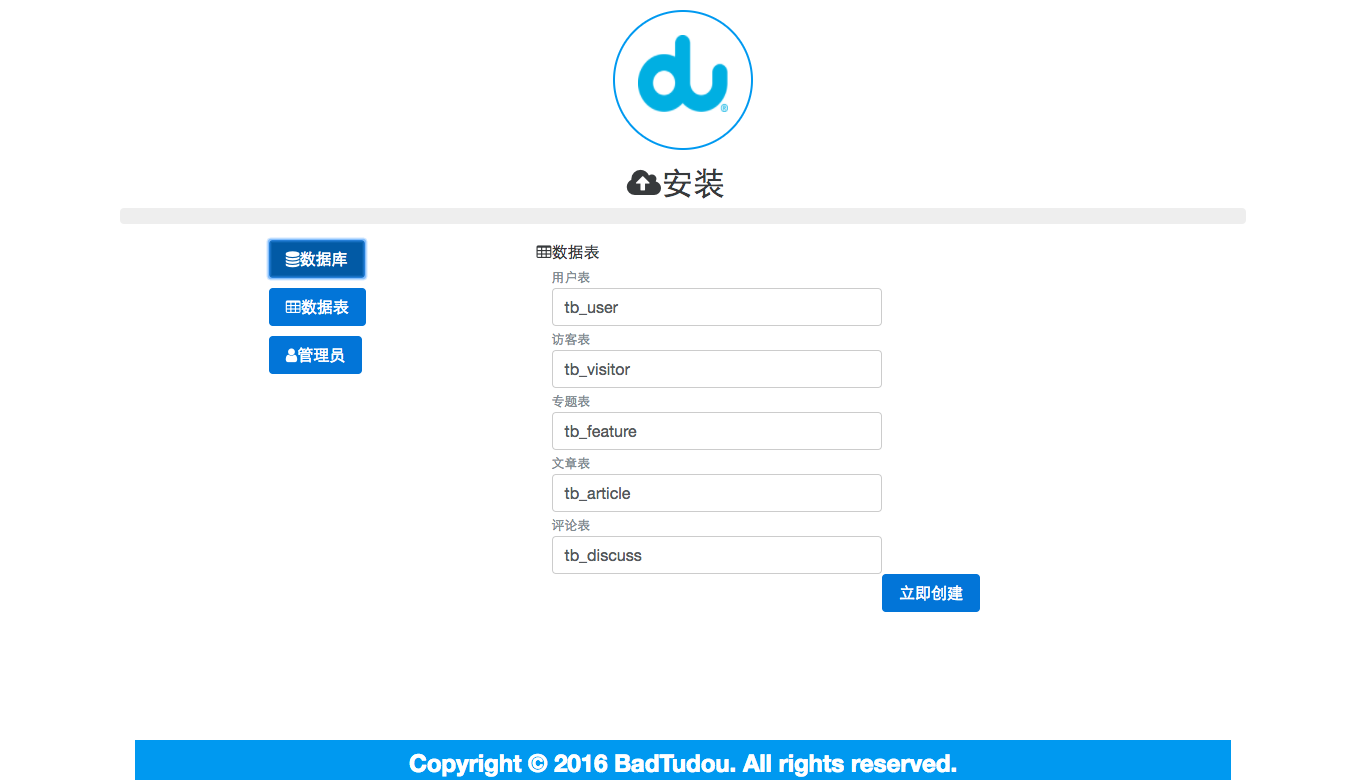 du®
安装
数据库
数据表
管理员
数据表
用户表
tb_user
访客表
tb_visitor
专题表
tb_feature
文章表
tb_article
评论表
tb_discuss
立即创建
Copyright © 2016 BadTudou. All rights reserved.